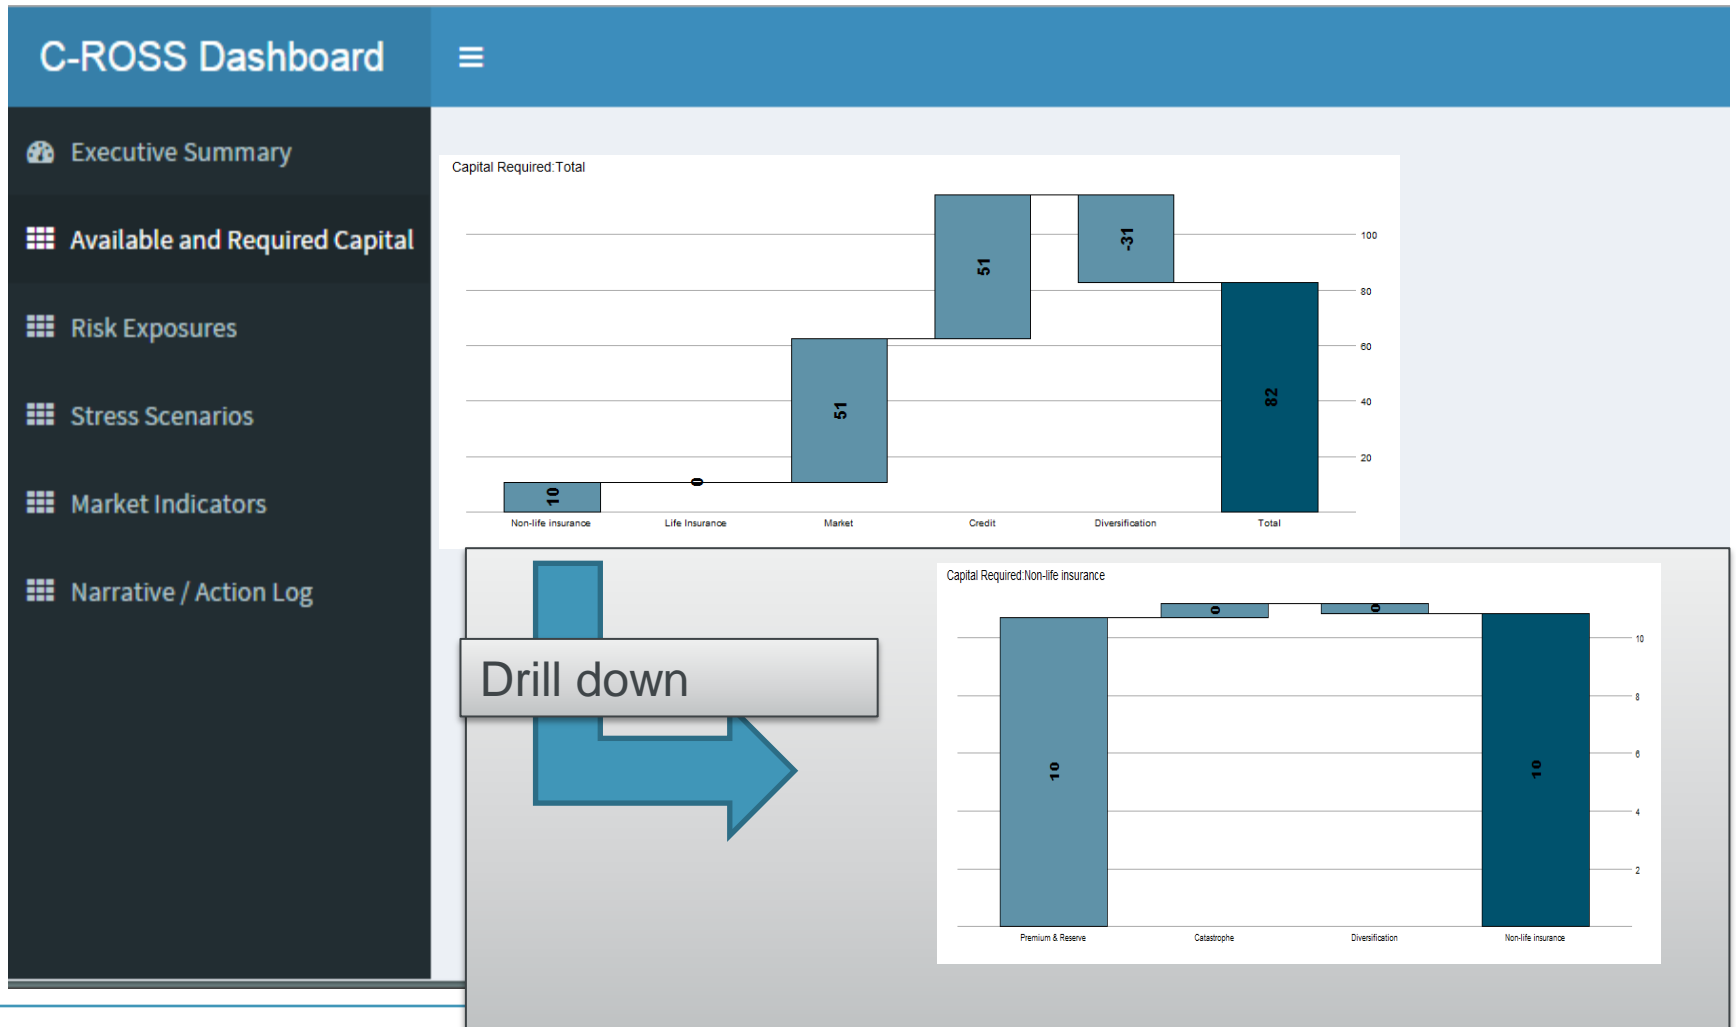 C-ROSS Dashboard
Executive Summary
Available and Required Capital
Risk Exposures
Stress Scenarios
Market Indicators
Narrative / Action Log
Capital Required:Total
100
80
60
40
20
10
0
51
51
-31
82
Non-life insurance
Life Insurance
Market
Credit
Diversification
Total
Drill down
Capital Required:Non-life insurance
10
8
6
4
2
10
0
0
10
Premium & Reserve
Catastrophe
Diversification
Non-life insurance